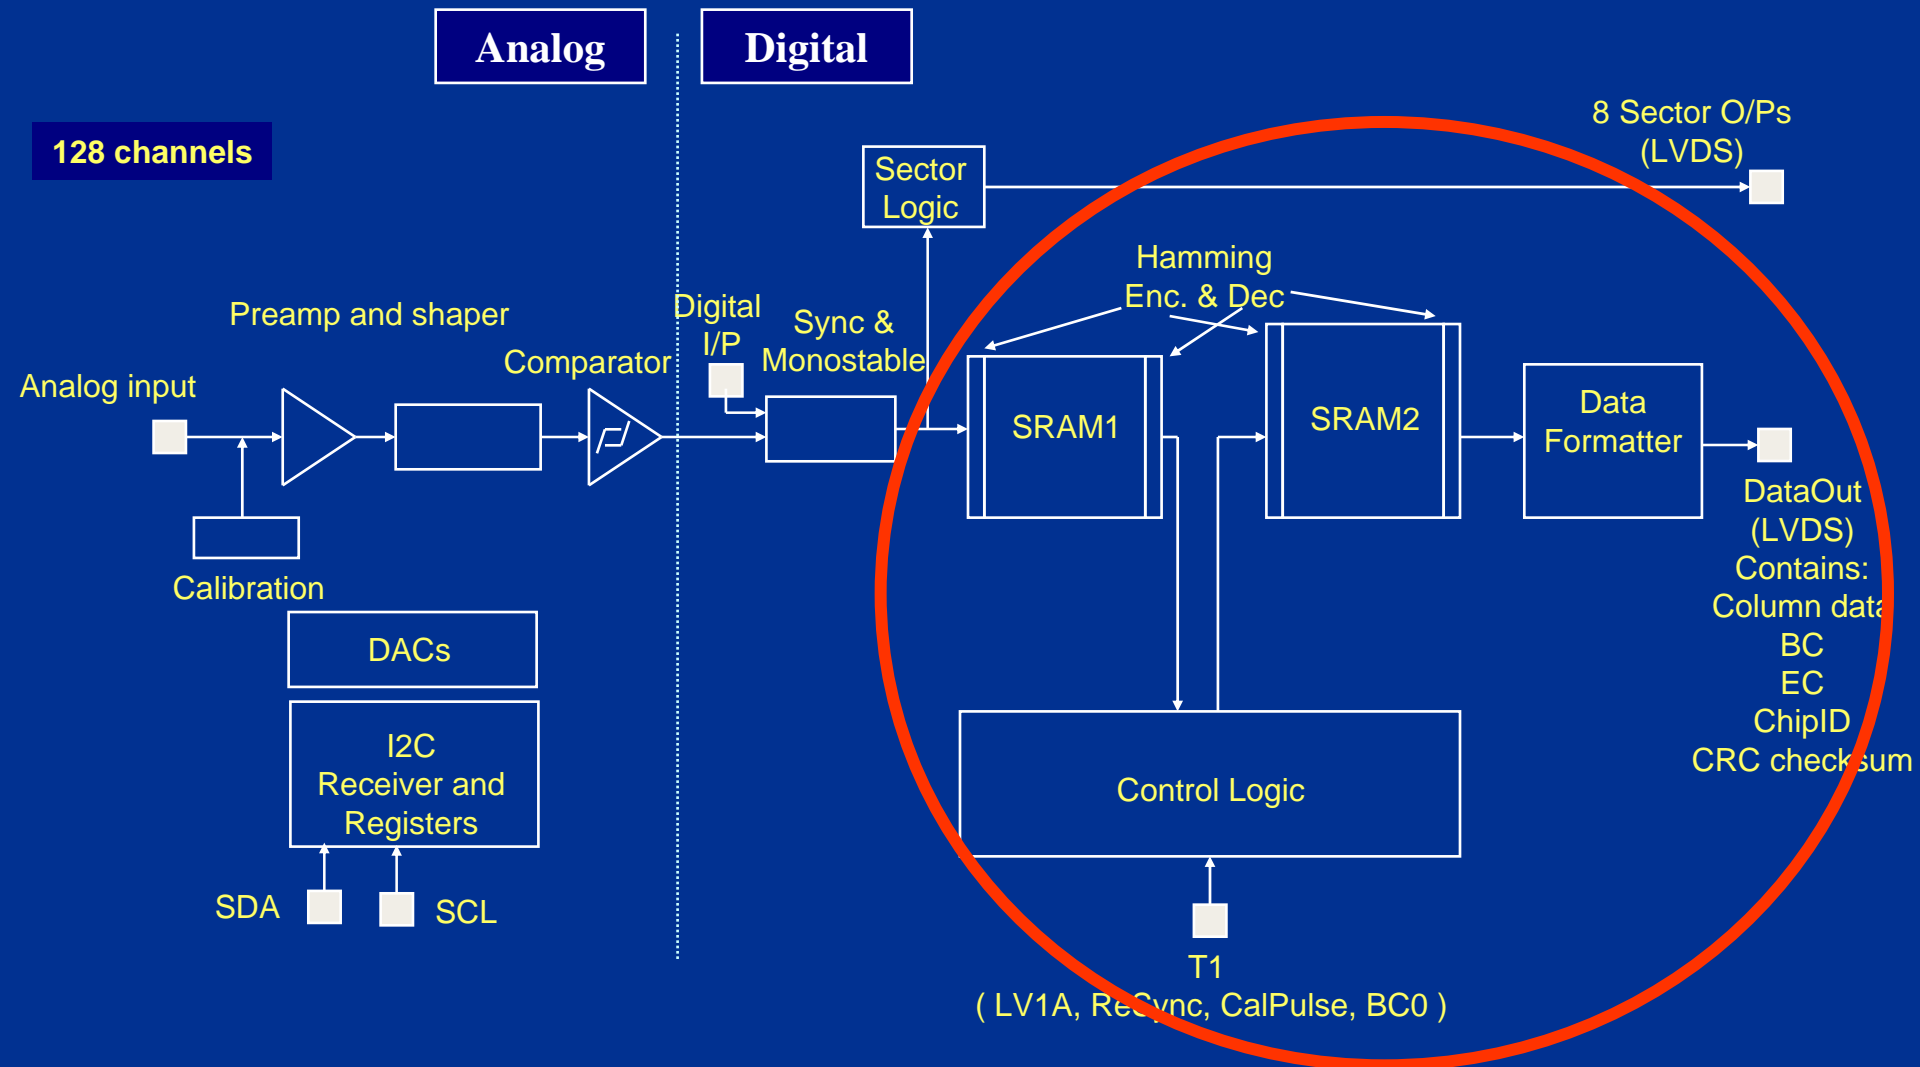 Analog
Digital
128 channels
8 Sector O/Ps
(LVDS)
Sector
Logic
Hamming
Enc. & Dec
Preamp and shaper
Digital
I/P
Sync &
Monostable
Comparator
Analog input
SRAM1
SRAM2
Data
Formatter
DataOut
(LVDS)
Contains:
Column data
BC
EC
ChipID
CRC checksum
Calibration
DACs
I2C
Receiver and
Registers
Control Logic
SDA
SCL
T1
( LV1A, ReSync, CalPulse, BC0 )